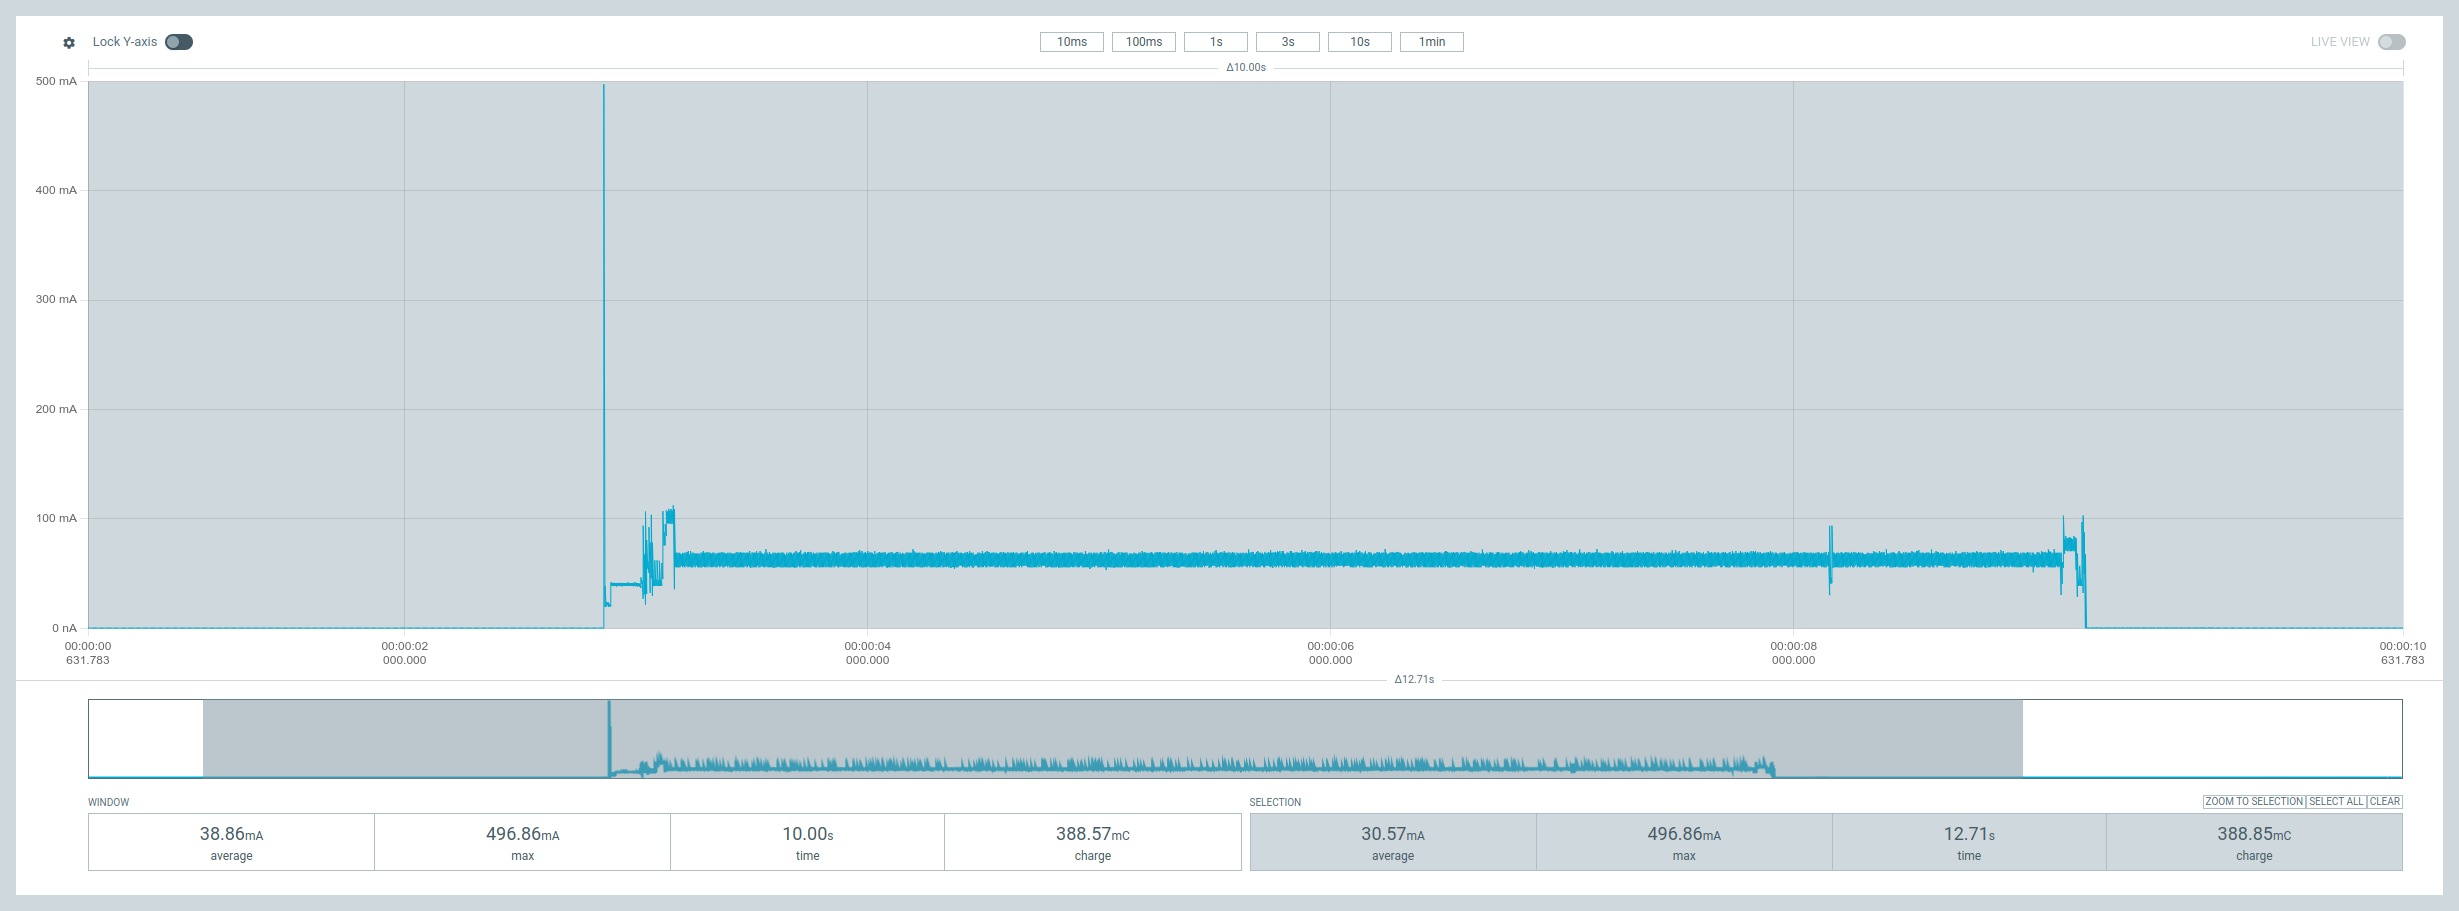 Lock Y-axis 10ms 100ms 1s 3s 10s 1min LIVE VIEW
Δ10.00s
500 mA
400 mA
300 mA
200 mA
100 mA
0 nA
00:00:00 00:00:02 00:00:04 00:00:06 00:00:08 00:00:10
631.783 000.000 000.000 000.000 000.000 631.783
Δ12.71s
WINDOW SELECTION ZOOM TO SELECTION SELECT ALL CLEAR
38.86mA 496.86mA 10.00s 388.57mC 30.57mA 496.86mA 12.71s 388.85mC
average max time charge average max time charge